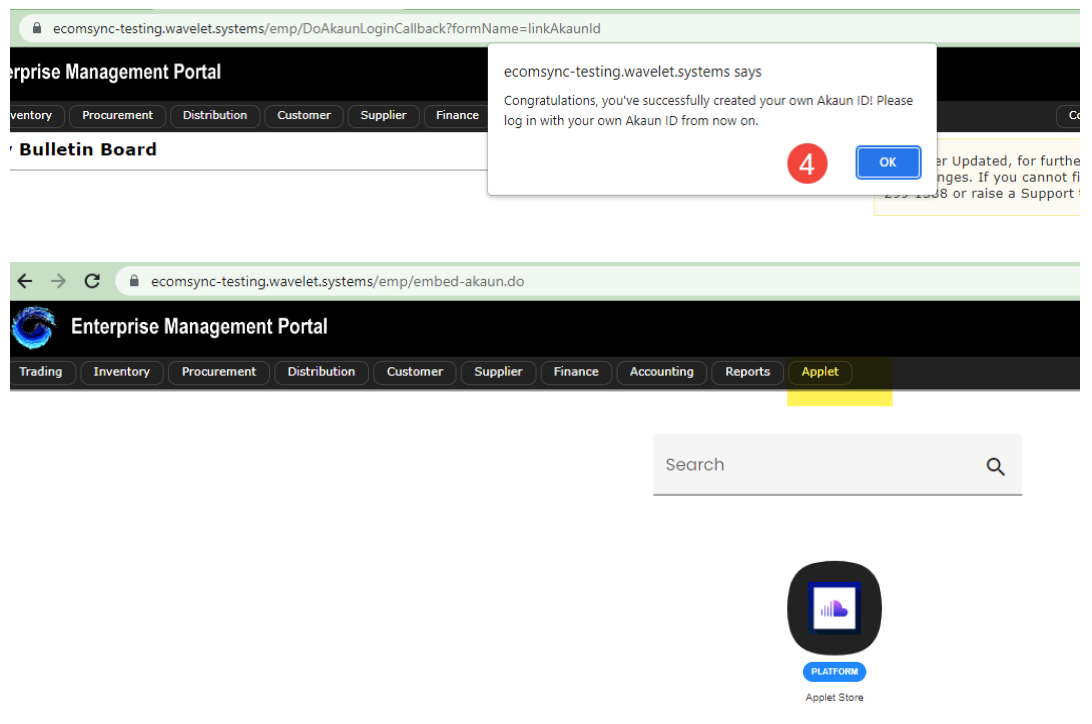 ecomsync-testing.wavelet.systems/emp/DoAkaunLoginCallback?formName=linkAkaunId
erprise Management Portal
ecomsync-testing.wavelet.systems says
Congratulations, you've successfully created your own Akaun ID! Please
log in with your own Akaun ID from now on.
4
OK
ventory Procurement Distribution Customer Supplier Finance Co
Bulletin Board
er Updated, for furthe
nges. If you cannot fi
299 1588 or raise a Support
ecomsync-testing.wavelet.systems/emp/embed-akaun.do
Enterprise Management Portal
Trading Inventory Procurement Distribution Customer Supplier Finance Accounting Reports Applet
Search
PLATFORM
Applet Store